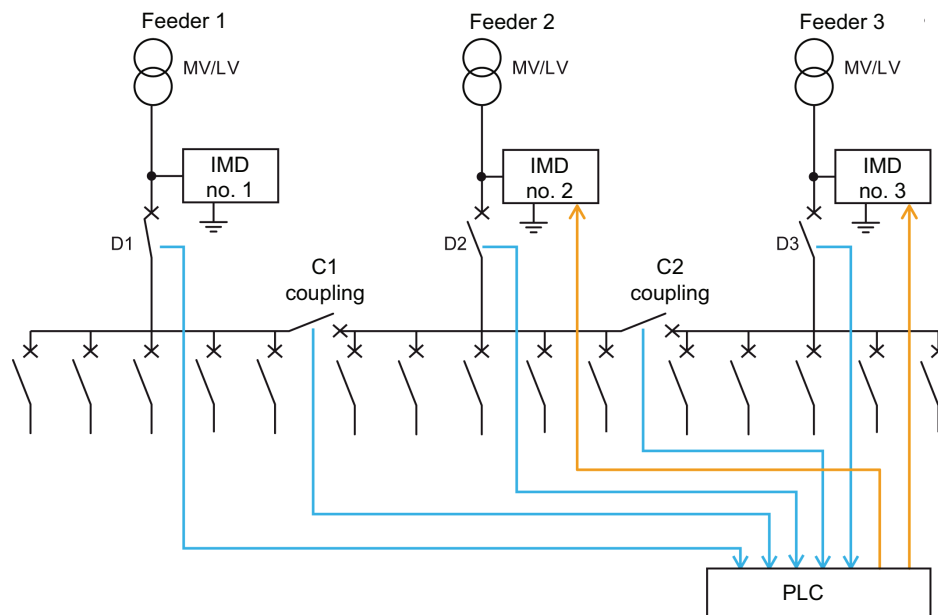 Feeder 1
Feeder 2
Feeder 3
MV/LV
MV/LV
MV/LV
IMD
no. 1
IMD
no. 2
IMD
no. 3
D1
D2
D3
C1
coupling
C2
coupling
PLC